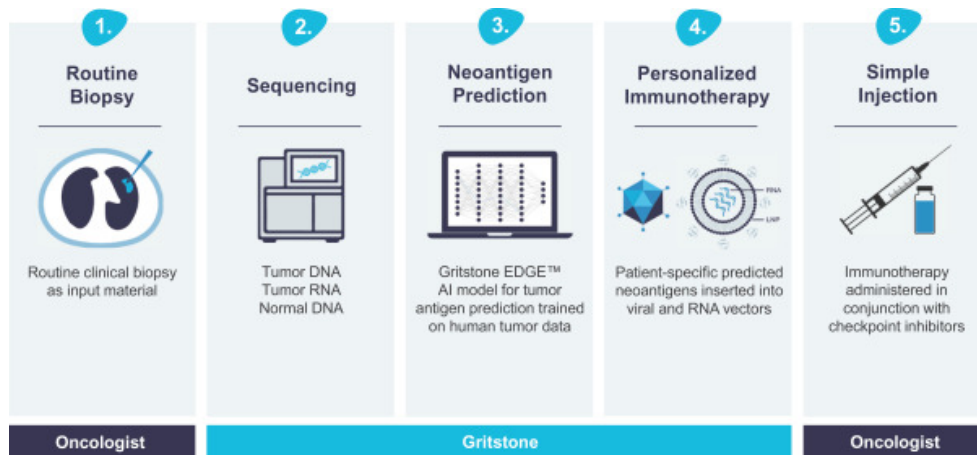 1.
Routine
Biopsy
Routine clinical biopsy
as input material
2.
Sequencing
Tumor DNA
Tumor RNA
Normal DNA
3.
Neoantigen
Prediction
Gritstone EDGE™
AI model for tumor
antigen prediction trained
on human tumor data
4.
Personalized
Immunotherapy
RNA
LNP
Patient-specific predicted
neoantigens inserted into
viral and RNA vectors
5.
Simple
Injection
Immunotherapy
administered in
conjunction with
checkpoint inhibitors
Oncologist
Gritstone
Oncologist